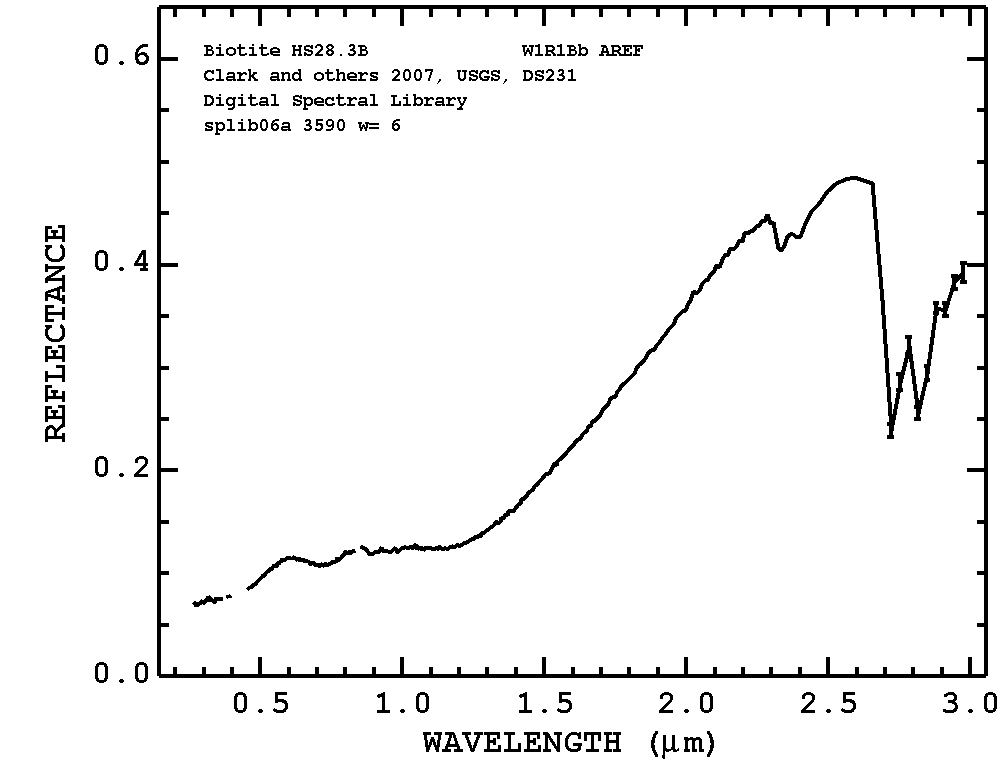 Biotite HS28.3B W1R1Bb AREF
Clark and others 2007, USGS, DS231
Digital Spectral Library
splib06a 3590 w= 6
0.6
0.4
0.2
0.0
REFLECTANCE
0.5 1.0 1.5 2.0 2.5 3.0
WAVELENGTH (μm)